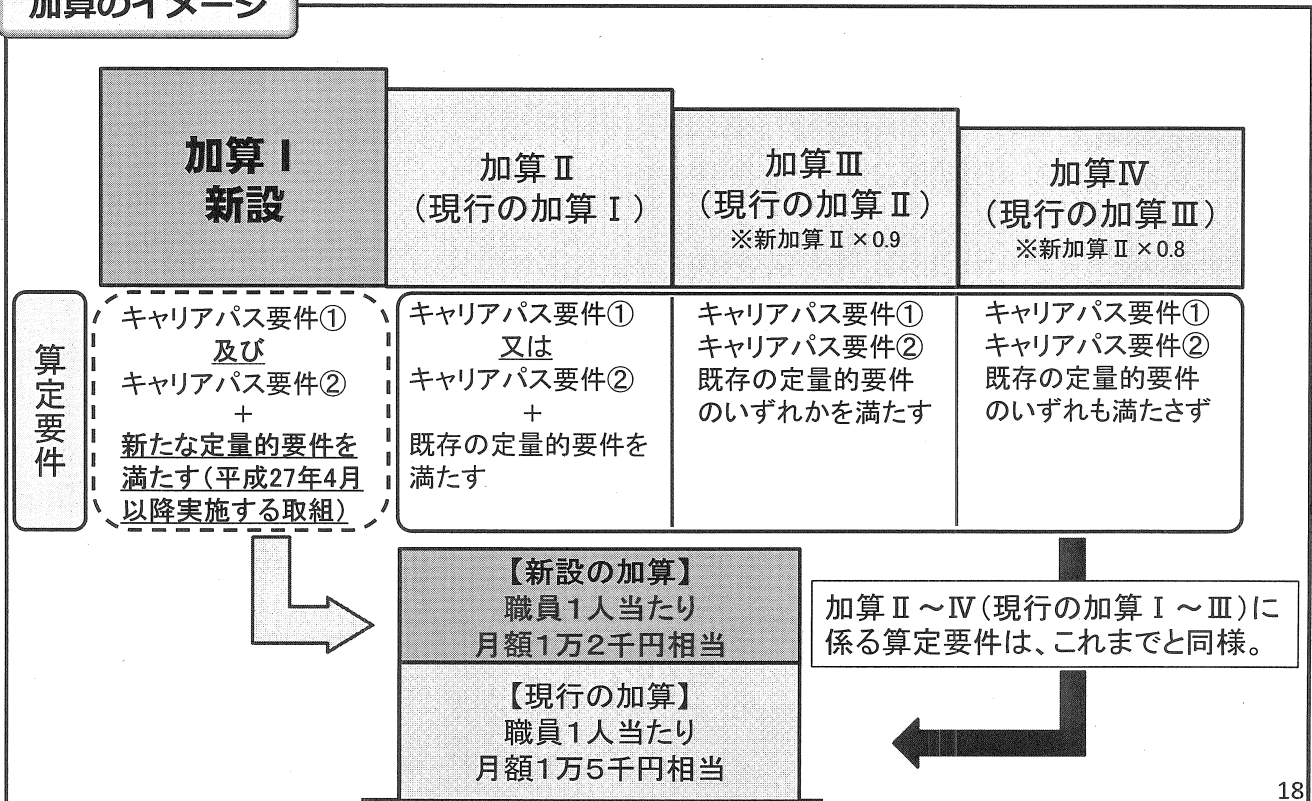 加算のイメージ
加算Ⅰ
新設
加算Ⅱ
（現行の加算Ⅰ）
加算Ⅲ
（現行の加算Ⅱ）
※新加算Ⅱ×0.9
加算Ⅳ
（現行の加算Ⅲ）
※新加算Ⅱ×0.8
算定要件
キャリアパス要件①
及び
キャリアパス要件②
＋
新たな定量的要件を
満たす（平成27年4月
以降実施する取組）
キャリアパス要件①
又は
キャリアパス要件②
＋
既存の定量的要件を
満たす
キャリアパス要件①
キャリアパス要件②
既存の定量的要件
のいずれかを満たす
キャリアパス要件①
キャリアパス要件②
既存の定量的要件
のいずれも満たさず
【新設の加算】
職員１人当たり
月額１万２千円相当
【現行の加算】
職員１人当たり
月額１万５千円相当
加算Ⅱ～Ⅳ（現行の加算Ⅰ～Ⅲ）に
係る算定要件は、これまでと同様。
18